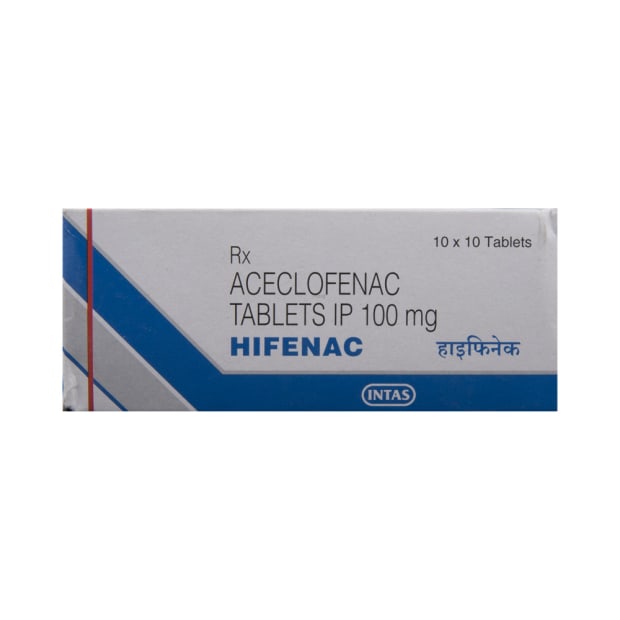 10 x 10 Tablets
Rx
ACECLOFENAC
TABLETS IP 100 mg
HIFENAC
हाइफिनेक
INTAS